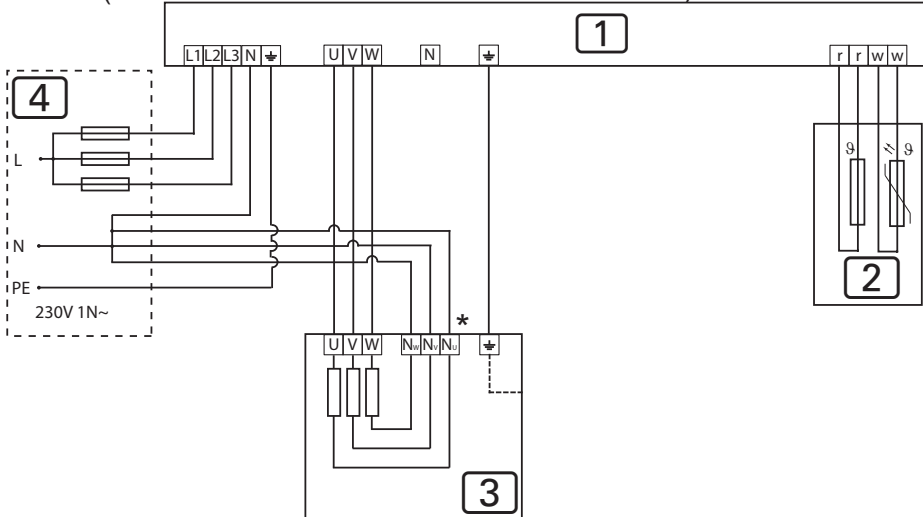 1
L1 L2 L3 N ⏚ U V W N ⏚ r r w w
4
ϑ ϑ
L
N
2
PE
230V 1N~
*
U V W NW NV NU ⏚
3